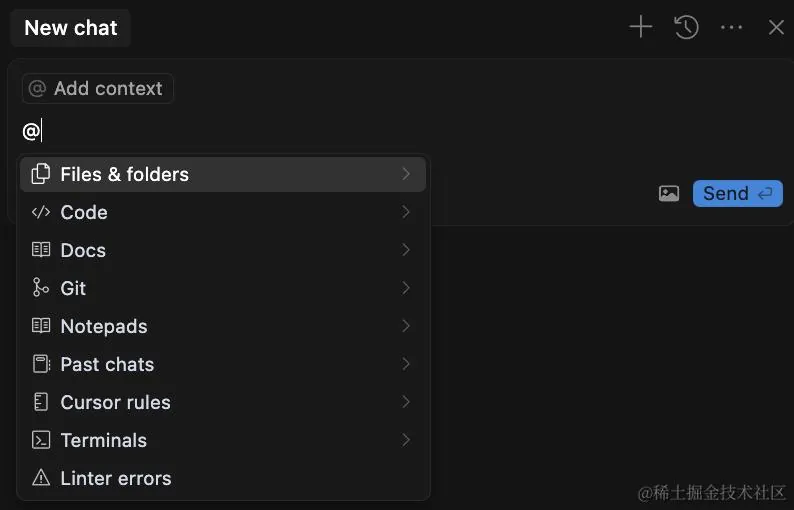 New chat
@ Add context
@
Files & folders
Code
Docs
Send
Git
Notepads
Past chats
Cursor rules
Terminals
Linter errors
@稀土掘金技术社区